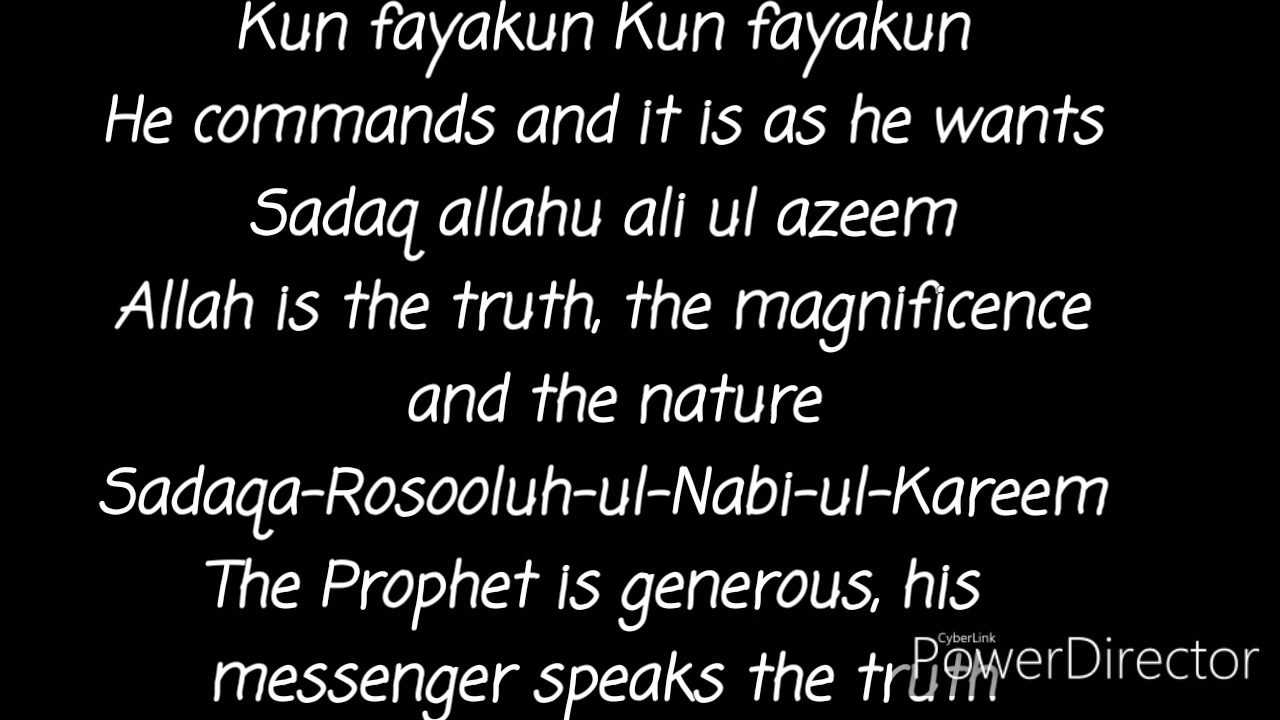 Kun fayakun Kun fayakun
He commands and it is as he wants
Sadaq allahu ali ul azeem
Allah is the truth, the magnificence
and the nature
Sadaqa-Rosooluh-ul-Nabi-ul-Kareem
The Prophet is generous, his
messenger speaks the truth
CyberLink
PowerDirector